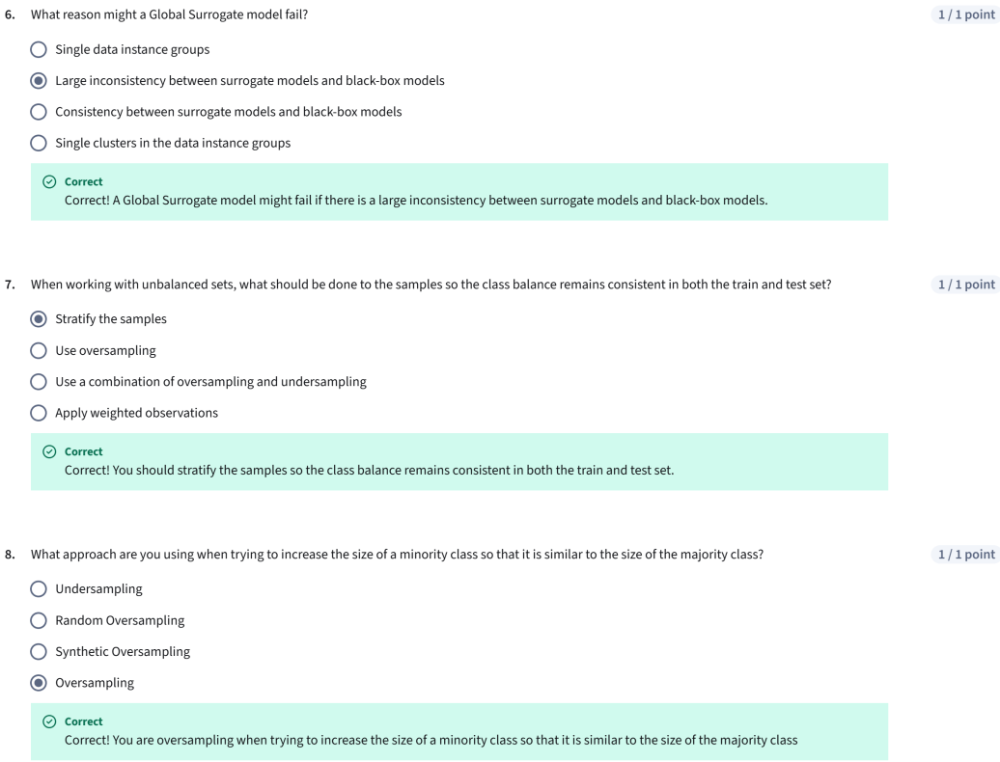 6. What reason might a Global Surrogate model fail? 1 / 1 point
Single data instance groups
Large inconsistency between surrogate models and black-box models
Consistency between surrogate models and black-box models
Single clusters in the data instance groups
Correct
Correct! A Global Surrogate model might fail if there is a large inconsistency between surrogate models and black-box models.
7. When working with unbalanced sets, what should be done to the samples so the class balance remains consistent in both the train and test set? 1 / 1 point
Stratify the samples
Use oversampling
Use a combination of oversampling and undersampling
Apply weighted observations
Correct
Correct! You should stratify the samples so the class balance remains consistent in both the train and test set.
8. What approach are you using when trying to increase the size of a minority class so that it is similar to the size of the majority class? 1 / 1 point
Undersampling
Random Oversampling
Synthetic Oversampling
Oversampling
Correct
Correct! You are oversampling when trying to increase the size of a minority class so that it is similar to the size of the majority class